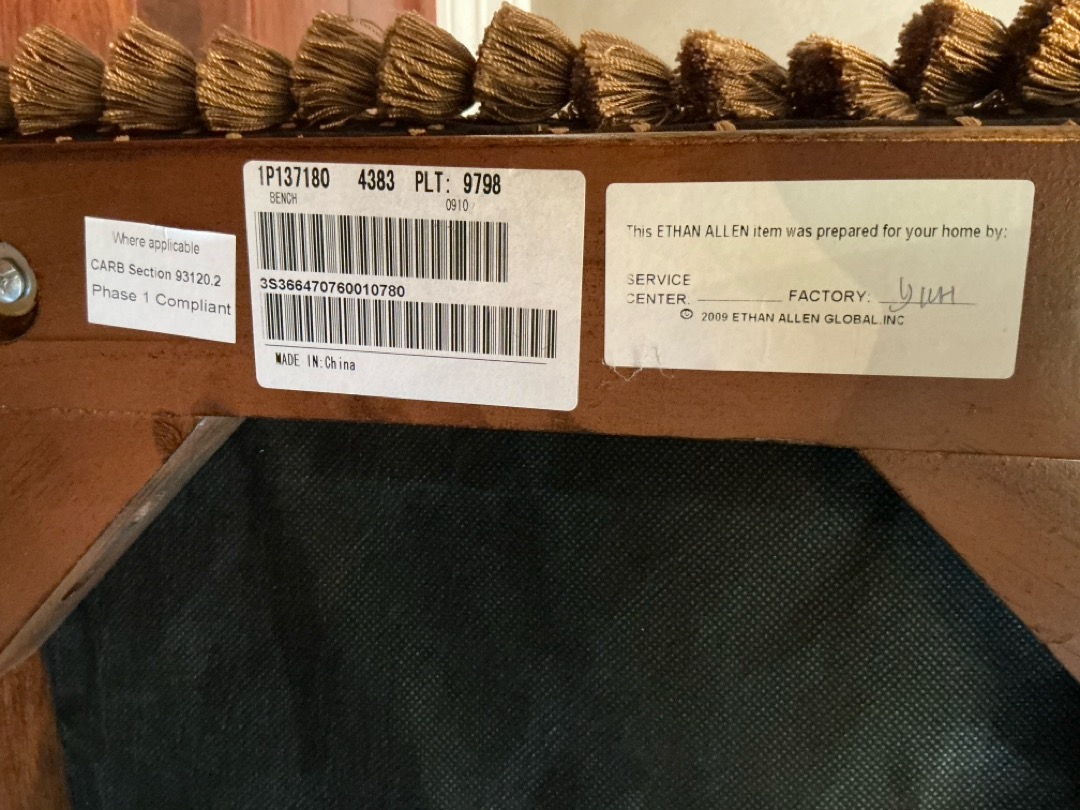 Where applicable
CARB Section 93120.2
Phase 1 Compliant
1P137180 4383 PLT: 9798
BENCH 0910
3S366470760010780
MADE IN:China
This ETHAN ALLEN item was prepared for your home by:
SERVICE
CENTER. FACTORY:
© 2009 ETHAN ALLEN GLOBAL.INC